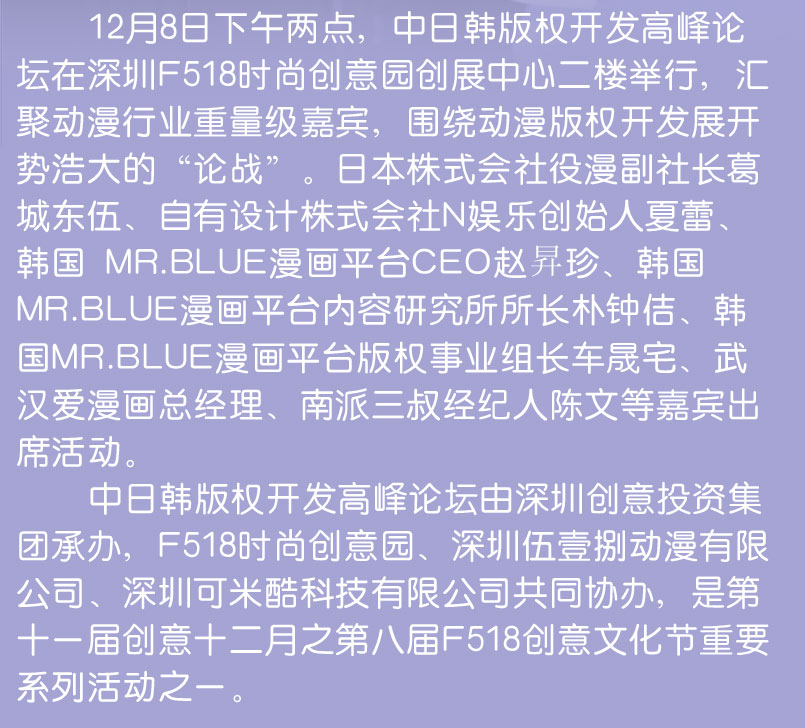 12月8日下午两点，中日韩版权开发高峰论
坛在深圳F518时尚创意园创展中心二楼举行，汇
聚动漫行业重量级嘉宾，围绕动漫版权开发展开
势浩大的“论战”。日本株式会社役漫副社长葛
城东伍、自有设计株式会社N娱乐创始人夏蕾、
韩国 MR.BLUE漫画平台CEO赵昇珍、韩国
MR.BLUE漫画平台内容研究所所长朴钟佶、韩
国MR.BLUE漫画平台版权事业组长车晟宅、武
汉爱漫画总经理、南派三叔经纪人陈文等嘉宾出
席活动。
中日韩版权开发高峰论坛由深圳创意投资集
团承办，F518时尚创意园、深圳伍壹捌动漫有限
公司、深圳可米酷科技有限公司共同协办，是第
十一届创意十二月之第八届F518创意文化节重要
系列活动之一。